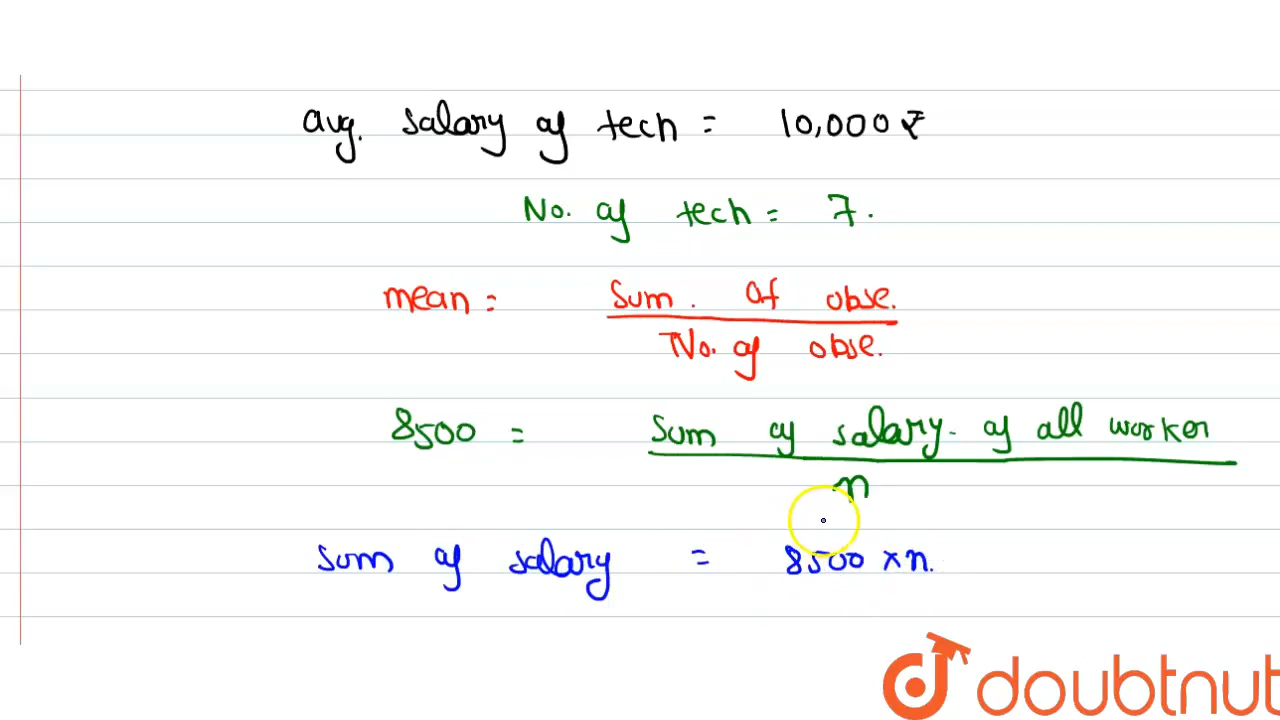 avg. salary of tech = 10,000 ₹
No. of tech = 7.
mean = Sum. Of obse.
No. of obse.
8500 = Sum of salary. of all worker
n
Sum of salary = 8500 × n.
doubtnut